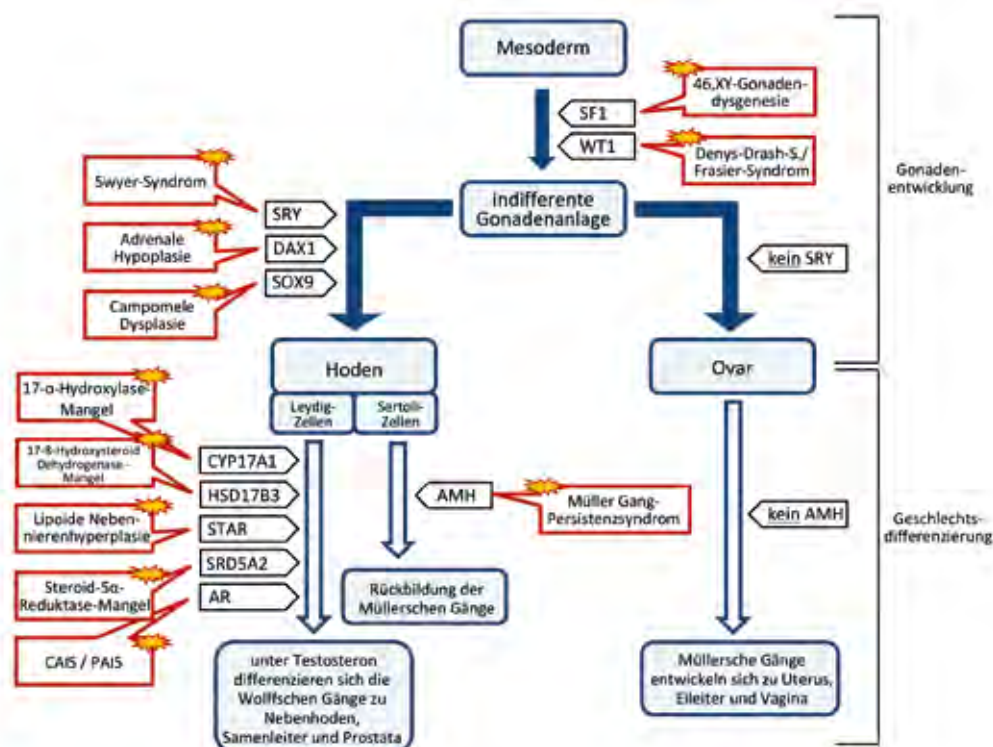 Mesoderm
46,XY-Gonaden-
dysgenesie
SF1
WT1
Denys-Drash-S./
Frasier-Syndrom
Gonaden-
entwicklung
Swyer-Syndrom
SRY
indifferente
Gonadenanlage
Adrenale
Hypoplasie
DAX1
kein SRY
SOX9
Campomele
Dysplasie
Hoden
Ovar
Leydig-
Zellen
Sertoli-
Zellen
17-α-Hydroxylase-
Mangel
CYP17A1
17-ß-Hydroxysteroid
Dehydrogenase -
Mangel
HSD17B3
AMH
Müller Gang-
Persistenzsyndrom
kein AMH
Geschlechts-
differenzierung
Lipoide Neben-
nierenhyperplasie
STAR
SRD5A2
Steroid-5α-
Reduktase-Mangel
AR
Rückbildung der
Müllerschen Gänge
CAIS / PAIS
unter Testosteron
differenzieren sich die
Wolffschen Gänge zu
Nebenhoden,
Samenleiter und Prostata
Müllersche Gänge
entwickeln sich zu Uterus,
Eileiter und Vagina